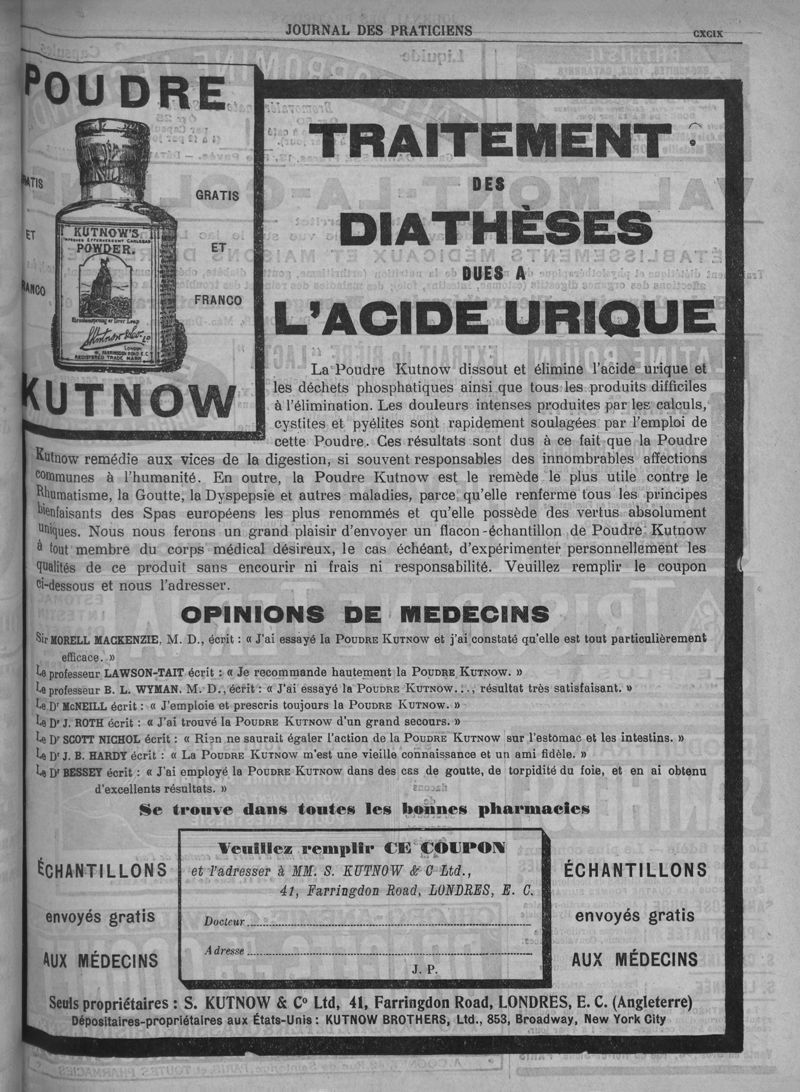 JOURNAL DES PRATICIENS
CXCIX
POUDRE
GRATIS
ET
ET
FRANCO
KUTNOW'S
IMPROVED EFFERVESCENT CARLSBAD
POWDER.
LONDON
41, FARRINGDON ROAD E.C.
REGISTERED TRADE MARK
KUTNOW
TRAITEMENT
DES
DIATHÈSES
DUES A
L'ACIDE URIQUE
La Poudre Kutnow dissout et élimine l'acide urique et
les déchets phosphatiques ainsi que tous les produits difficiles
à l'élimination. Les douleurs intenses produites par les calculs,
cystites et pyélites sont rapidement soulagées par l'emploi de
cette Poudre. Ces résultats sont dus à ce fait que la Poudre
Kutnow remédie aux vices de la digestion, si souvent responsables des innombrables affections
communes à l'humanité. En outre, la Poudre Kutnow est le remède le plus utile contre le
Rhumatisme, la Goutte, la Dyspepsie et autres maladies, parce qu'elle renferme tous les principes
bienfaisants des Spas européens les plus renommés et qu'elle possède des vertus absolument
uniques. Nous nous ferons un grand plaisir d'envoyer un flacon-échantillon de Poudre Kutnow
à tout membre du corps médical désireux, le cas échéant, d'expérimenter personnellement les
qualités de ce produit sans encourir ni frais ni responsabilité. Veuillez remplir le coupon
ci-dessous et nous l'adresser.
OPINIONS DE MEDECINS
Sir MORELL MACKENZIE, M. D., écrit : « J'ai essayé la POUDRE KUTNOW et j'ai constaté qu'elle est tout particulièrement
efficace. »
Le professeur LAWSON-TAIT écrit : « Je recommande hautement la POUDRE KUTNOW. »
Le professeur B. L. WYMAN, M. D., écrit : « J'ai essayé la POUDRE KUTNOW..., résultat très satisfaisant. »
Le Dr McNEILL écrit : « J'emploie et prescris toujours la POUDRE KUTNOW. »
Le Dr J. ROTH écrit : « J'ai trouvé la POUDRE KUTNOW d'un grand secours. »
Le Dr SCOTT NICHOL écrit : « Rien ne saurait égaler l'action de la POUDRE KUTNOW sur l'estomac et les intestins. »
Le Dr J. B. HARDY écrit : « La POUDRE KUTNOW m'est une vieille connaissance et un ami fidèle. »
Le Dr BESSEY écrit : « J'ai employé la POUDRE KUTNOW dans des cas de goutte, de torpidité du foie, et en ai obtenu
d'excellents résultats. »
Se trouve dans toutes les bonnes pharmacies
ÉCHANTILLONS
envoyés gratis
AUX MÉDECINS
Veuillez remplir CE COUPON
et l'adresser à MM. S. KUTNOW & C Ltd.,
41, Farringdon Road, LONDRES, E. C.
Docteur
Adresse
J. P.
ÉCHANTILLONS
envoyés gratis
AUX MÉDECINS
Seuls propriétaires : S. KUTNOW & Co Ltd, 41, Farringdon Road, LONDRES, E. C. (Angleterre)
Dépositaires-propriétaires aux États-Unis : KUTNOW BROTHERS, Ltd., 853, Broadway, New York City